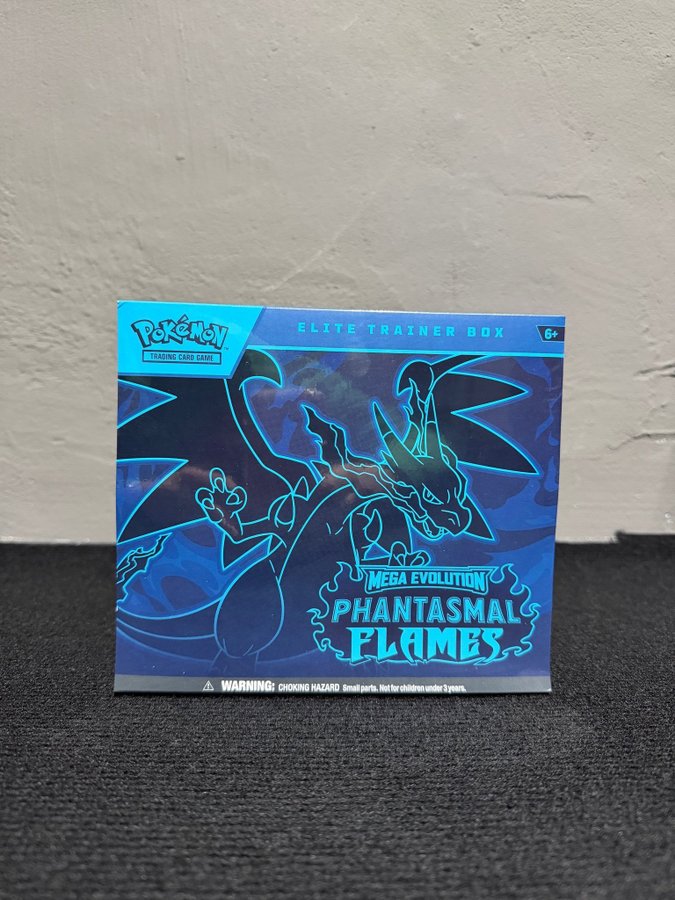 POKéMON
TRADING CARD GAME
ELITE TRAINER BOX
6+
MEGA EVOLUTION
PHANTASMAL
FLAMES
WARNING: CHOKING HAZARD Small parts. Not for children under 3 years.